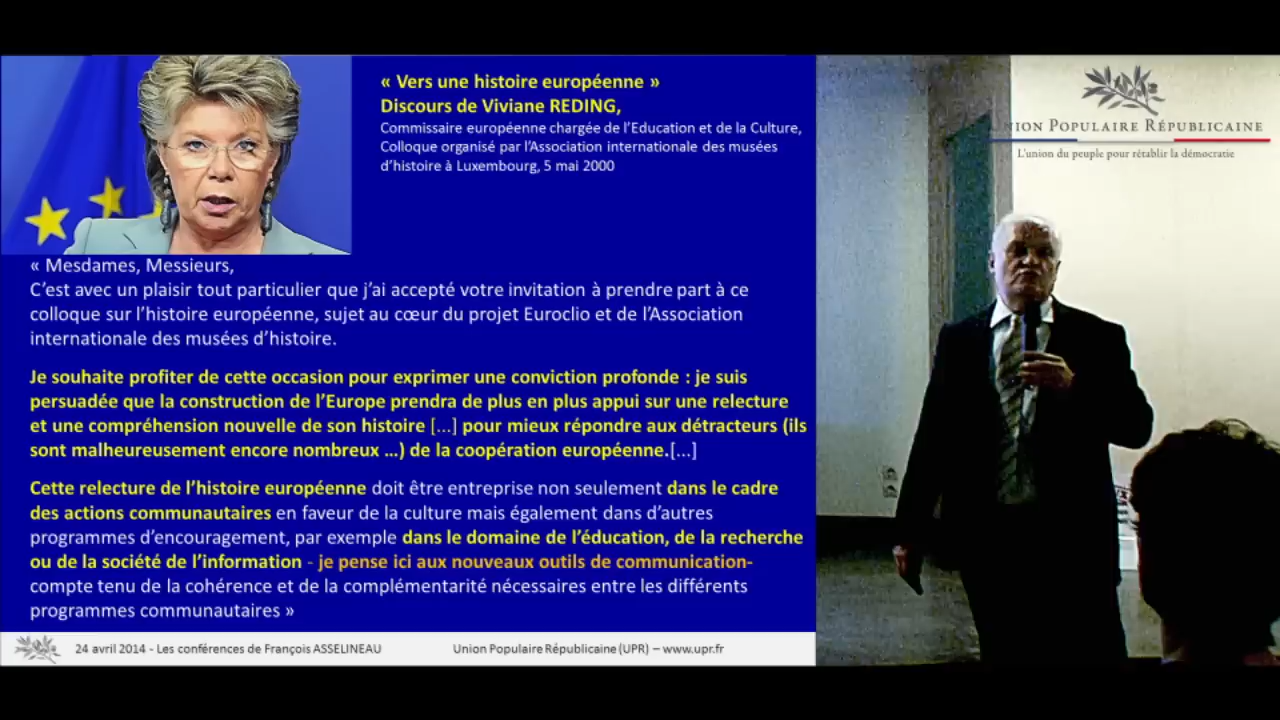 « Vers une histoire européenne »
Discours de Viviane REDING,
Commissaire européenne chargée de l'Education et de la Culture,
Colloque organisé par l'Association internationale des musées
d'histoire à Luxembourg, 5 mai 2000
« Mesdames, Messieurs,
C'est avec un plaisir tout particulier que j'ai accepté votre invitation à prendre part à ce
colloque sur l'histoire européenne, sujet au cœur du projet Euroclio et de l'Association
internationale des musées d'histoire.
Je souhaite profiter de cette occasion pour exprimer une conviction profonde : je suis
persuadée que la construction de l'Europe prendra de plus en plus appui sur une relecture
et une compréhension nouvelle de son histoire [...] pour mieux répondre aux détracteurs (ils
sont malheureusement encore nombreux ...) de la coopération européenne.[...]
Cette relecture de l'histoire européenne doit être entreprise non seulement dans le cadre
des actions communautaires en faveur de la culture mais également dans d'autres
programmes d'encouragement, par exemple dans le domaine de l'éducation, de la recherche
ou de la société de l'information - je pense ici aux nouveaux outils de communication-
compte tenu de la cohérence et de la complémentarité nécessaires entre les différents
programmes communautaires »
24 avril 2014 - Les conférences de François ASSELINEAU
Union Populaire Républicaine (UPR) – www.upr.fr
UNION POPULAIRE RÉPUBLICAINE
L'union du peuple pour rétablir la démocratie